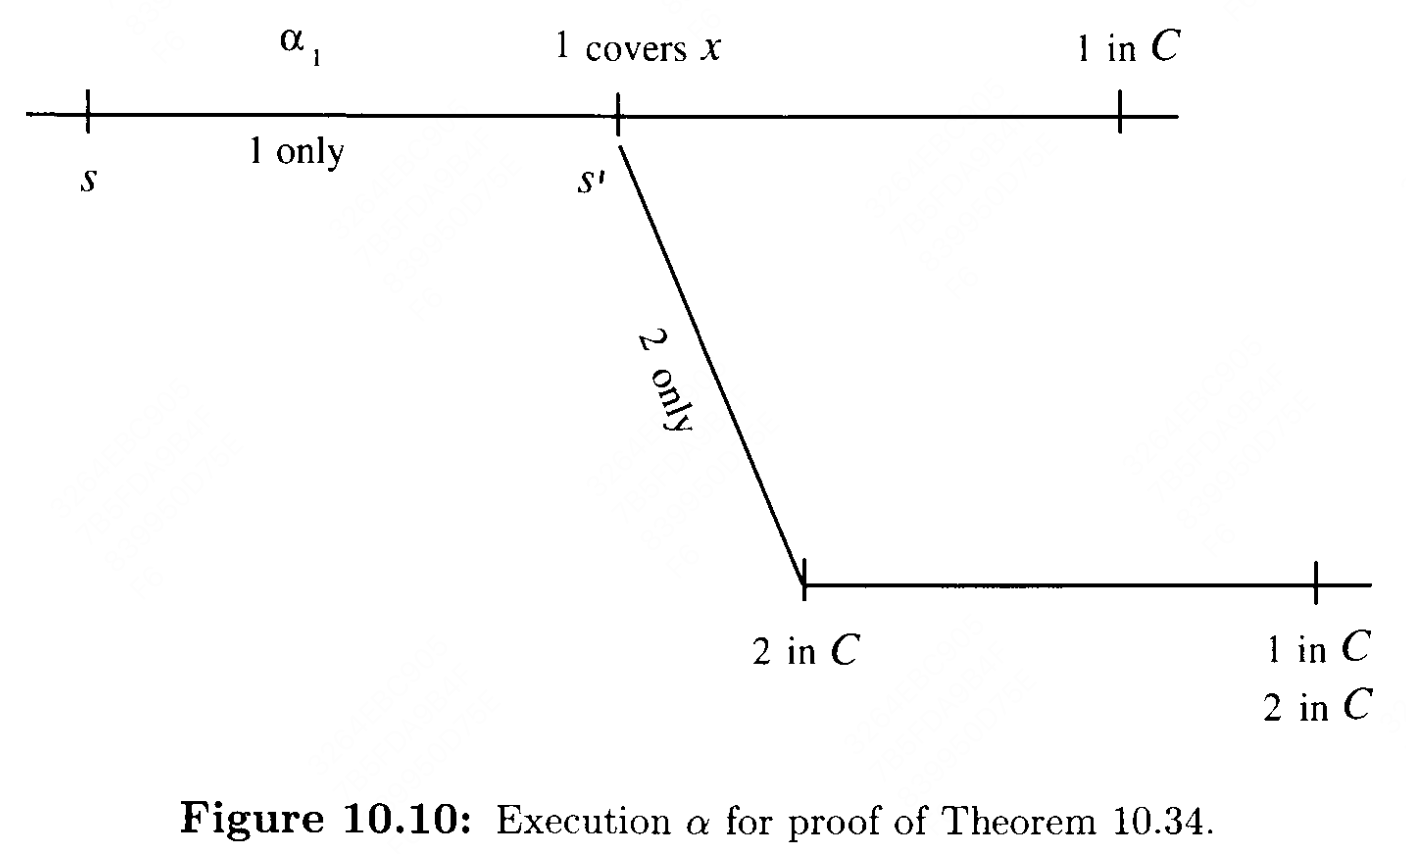 α₁ 1 covers x 1 in C
1 only
s s'
2 only
2 in C 1 in C
2 in C
Figure 10.10: Execution α for proof of Theorem 10.34.